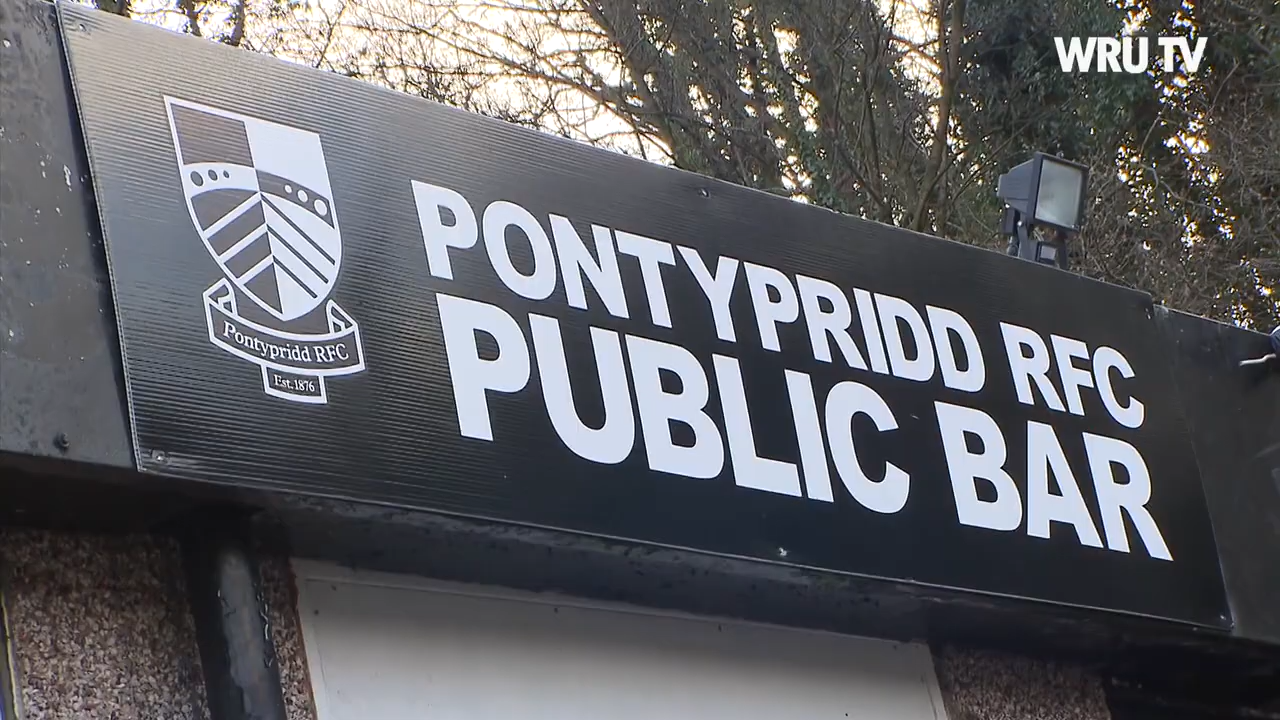 WRU TV
PONTYPRIDD RFC
PUBLIC BAR
Pontypridd RFC
Est. 1876